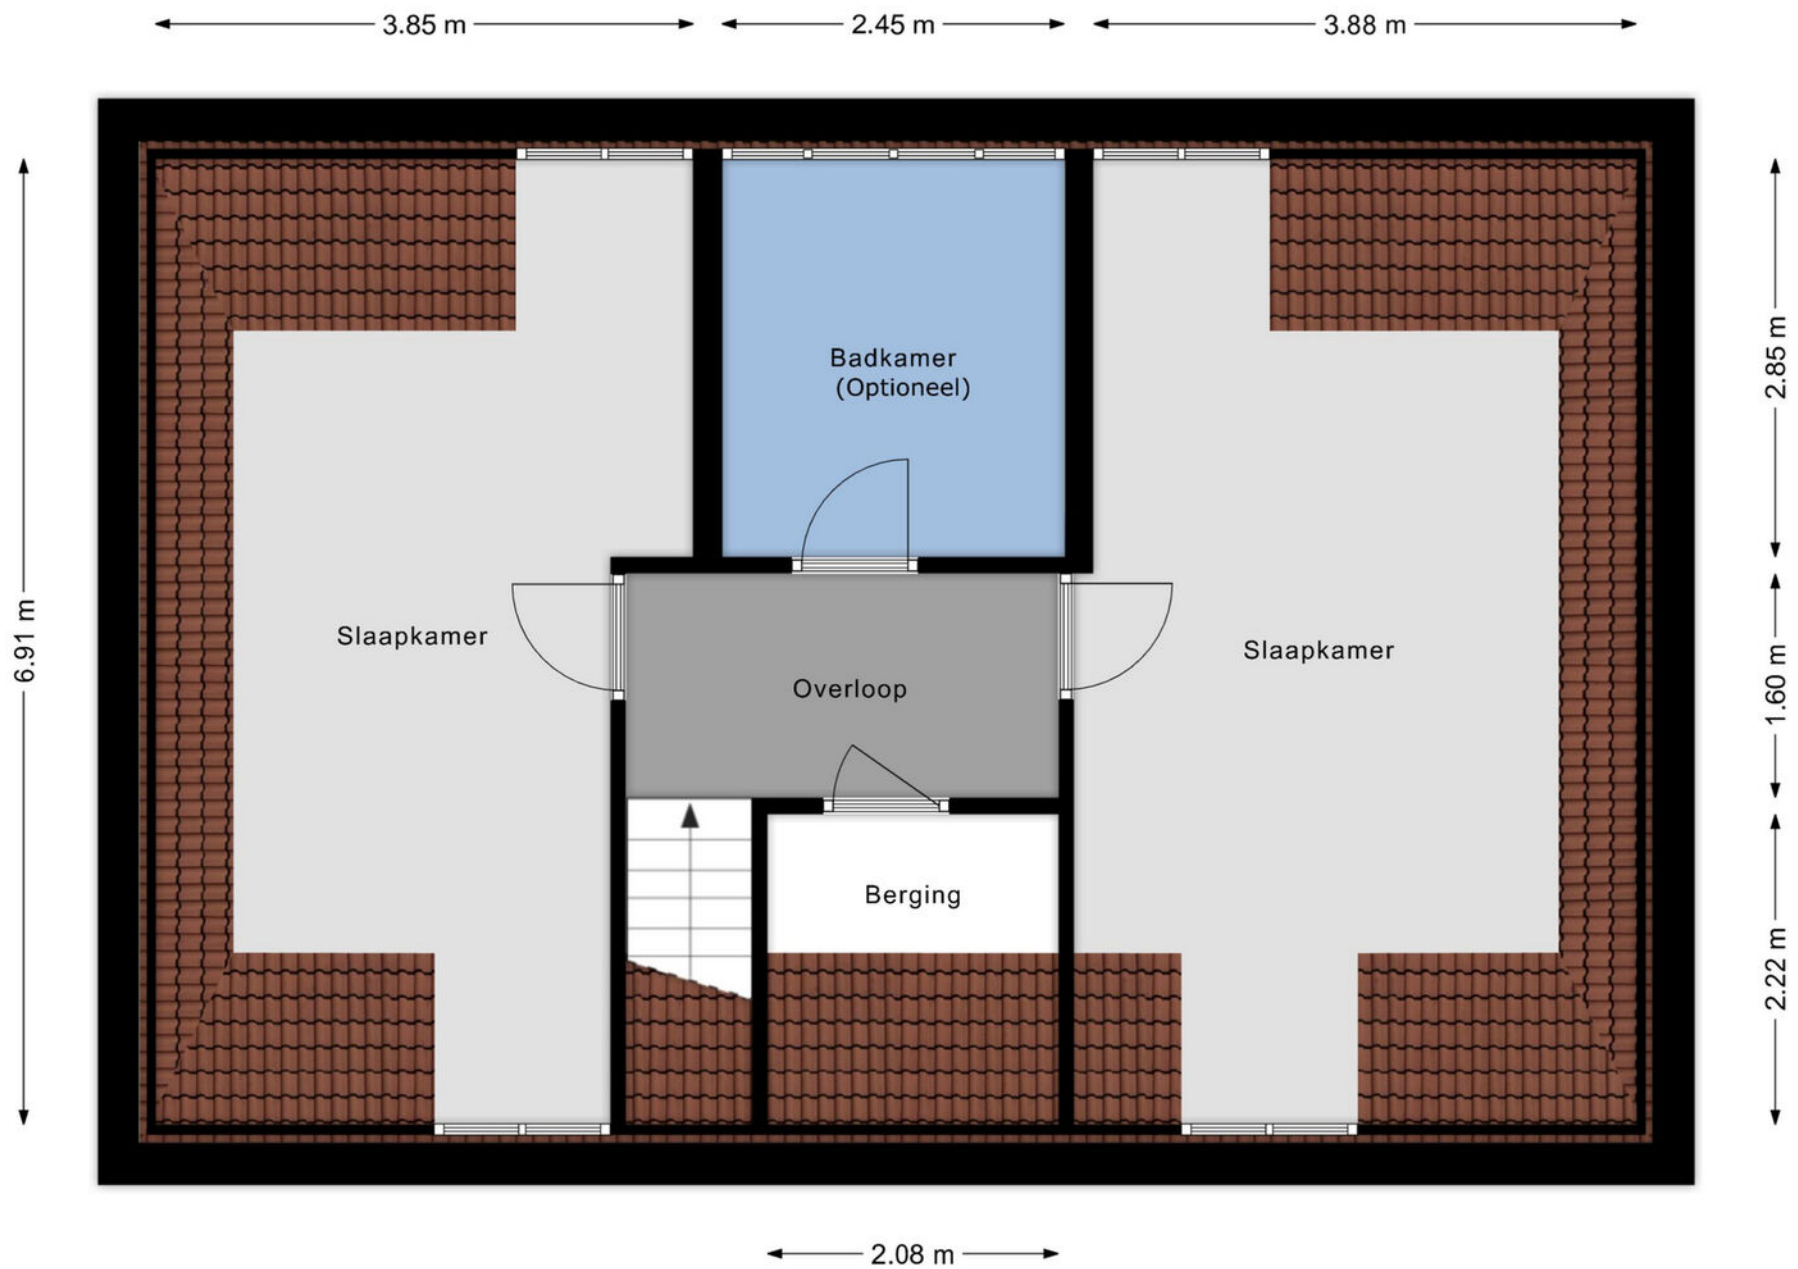 3.85 m
2.45 m
3.88 m
Badkamer
(Optioneel)
2.85 m
6.91 m
Slaapkamer
Slaapkamer
Overloop
1.60 m
Berging
2.22 m
2.08 m